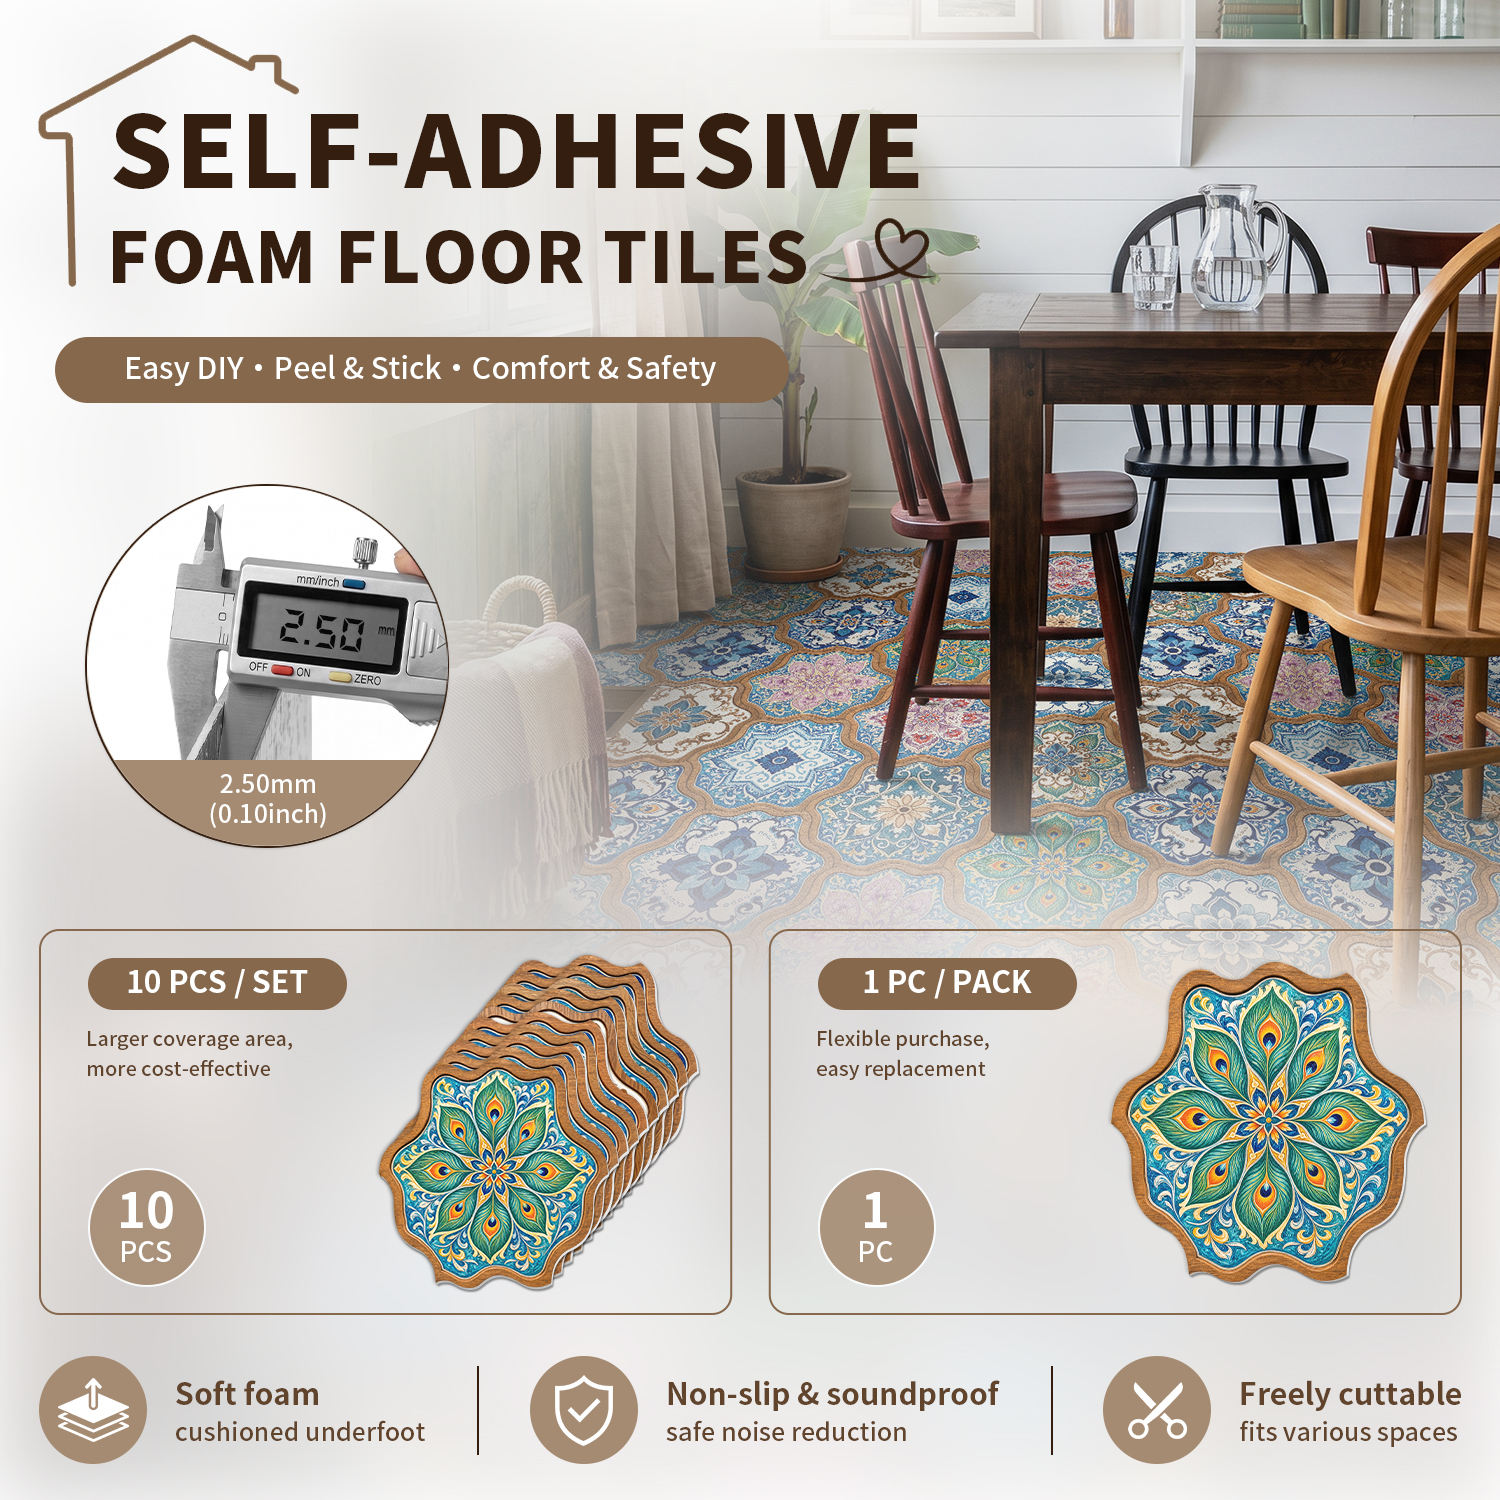 SELF-ADHESIVE
FOAM FLOOR TILES
Easy DIY • Peel & Stick • Comfort & Safety
mm/inch
2.50 mm
OFF ON ZERO
2.50mm
(0.10inch)
10 PCS / SET
Larger coverage area,
more cost-effective
10
PCS
1 PC / PACK
Flexible purchase,
easy replacement
1
PC
Soft foam
cushioned underfoot
Non-slip & soundproof
safe noise reduction
Freely cuttable
fits various spaces